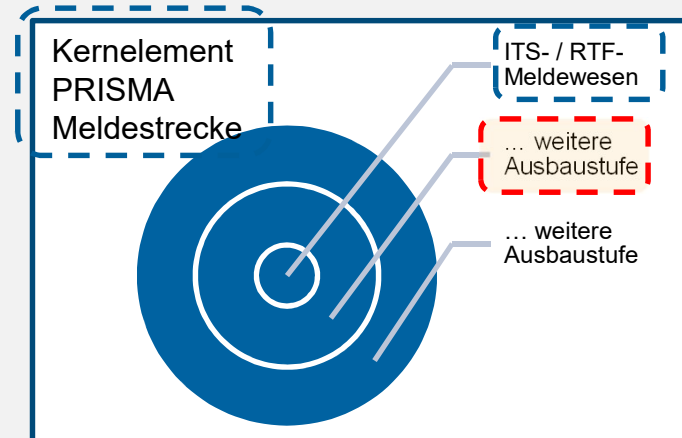 Kernelement
PRISMA
Meldestrecke
ITS- / RTF-
Meldewesen
... weitere
Ausbaustufe
... weitere
Ausbaustufe